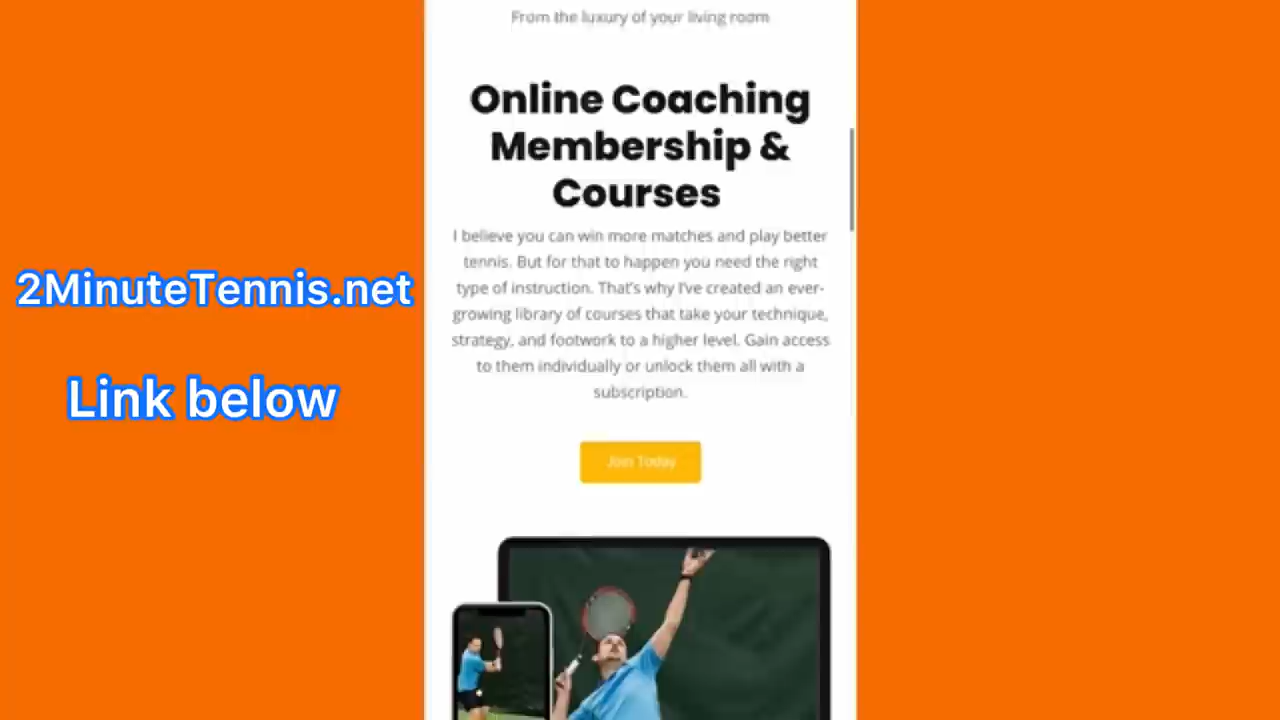 From the luxury of your living room
Online Coaching
Membership &
Courses
I believe you can win more matches and play better
tennis. But for that to happen you need the right
type of instruction. That's why I've created an ever-
growing library of courses that take your technique,
strategy, and footwork to a higher level. Gain access
to them individually or unlock them all with a
subscription.
Join Today
2MinuteTennis.net
Link below